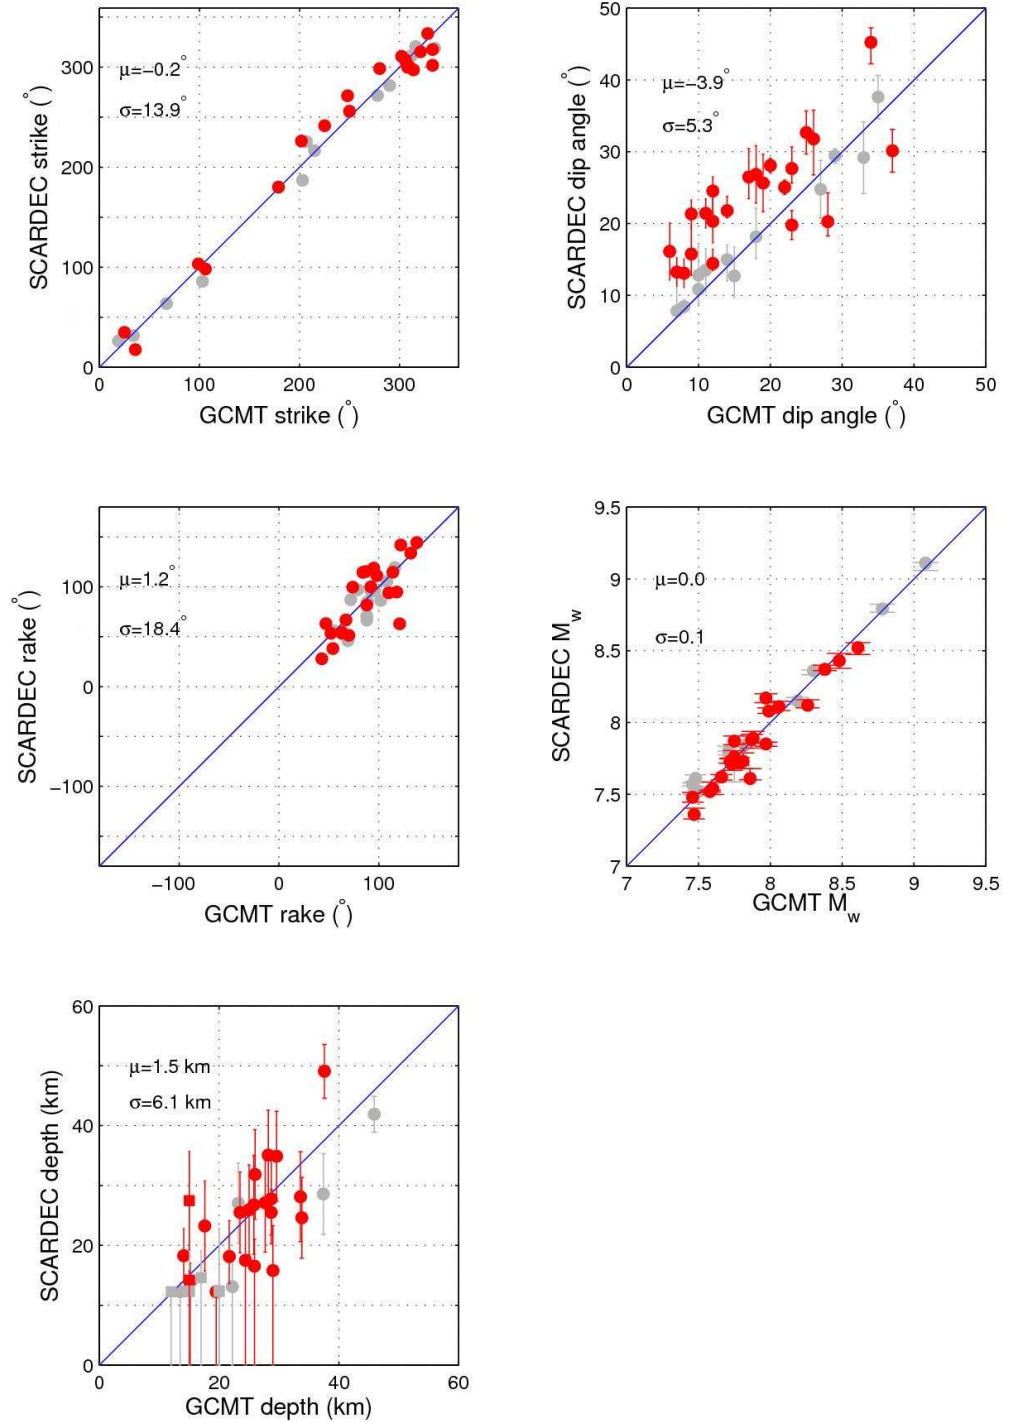 μ=−0.2°
σ=13.9°
300
200
100
0
0 100 200 300
SCARDEC strike (°)
GCMT strike (°)
μ=−3.9°
σ=5.3°
50
40
30
20
10
0
0 10 20 30 40 50
SCARDEC dip angle (°)
GCMT dip angle (°)
μ=1.2°
σ=18.4°
100
0
−100
−100 0 100
SCARDEC rake (°)
GCMT rake (°)
μ=0.0
σ=0.1
9.5
9
8.5
8
7.5
7
7 7.5 8 8.5 9 9.5
SCARDEC Mw
GCMT Mw
μ=1.5 km
σ=6.1 km
60
40
20
0
0 20 40 60
SCARDEC depth (km)
GCMT depth (km)